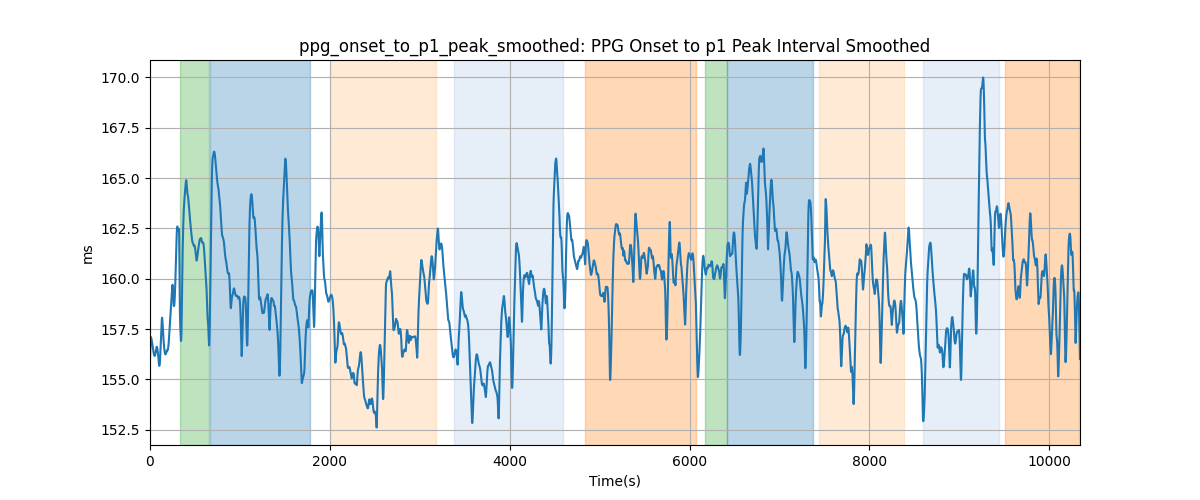 ppg_onset_to_p1_peak_smoothed: PPG Onset to p1 Peak Interval Smoothed
170.0
167.5
165.0
162.5
160.0
157.5
155.0
152.5
ms
0 2000 4000 6000 8000 10000
Time(s)